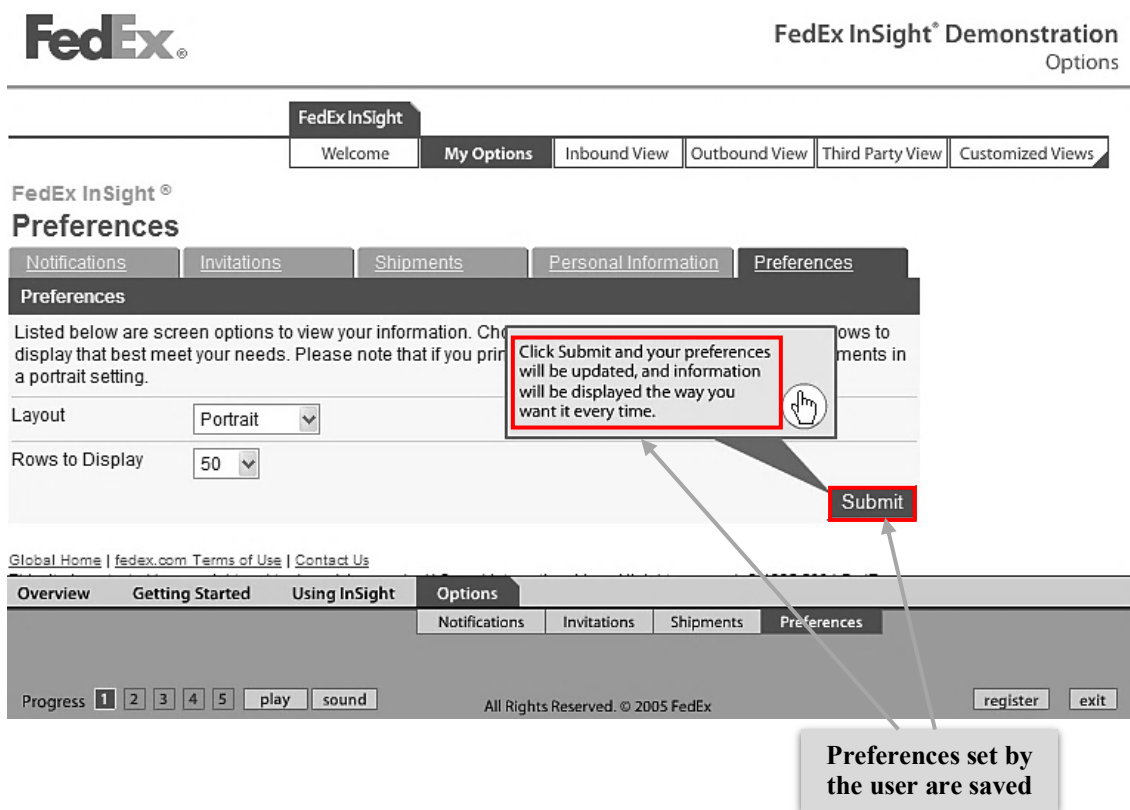 FedEx®
FedEx InSight® Demonstration
Options
FedEx InSight
Welcome My Options Inbound View Outbound View Third Party View Customized Views
FedEx InSight ®
Preferences
Notifications Invitations Shipments Personal Information Preferences
Preferences
Listed below are screen options to view your information. ows to
display that best meet your needs. Please note that if you ments in
a portrait setting.
Click Submit and your preferences
will be updated, and information
will be displayed the way you
want it every time.
Layout Portrait
Rows to Display 50
Submit
Global Home | fedex.com Terms of Use | Contact Us
Overview Getting Started Using InSight Options
Notifications Invitations Shipments Preferences
Progress 1 2 3 4 5 play sound
All Rights Reserved. © 2005 FedEx
register exit
Preferences set by
the user are saved